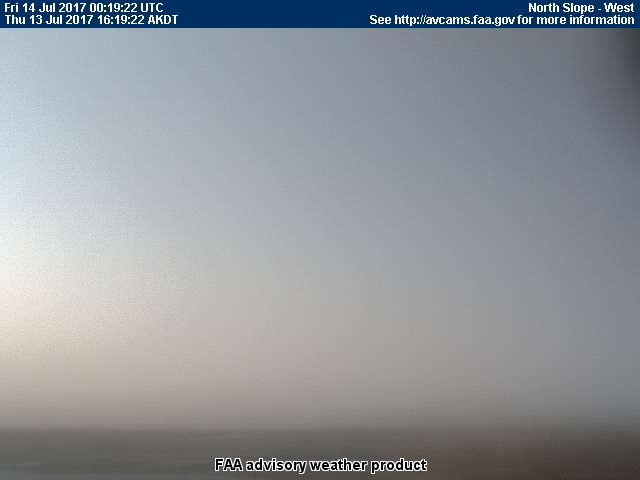 Fri 14 Jul 2017 00:19:22 UTC
North Slope - West
Thu 13 Jul 2017 16:19:22 AKDT
See http://avcams.faa.gov for more information
FAA advisory weather product